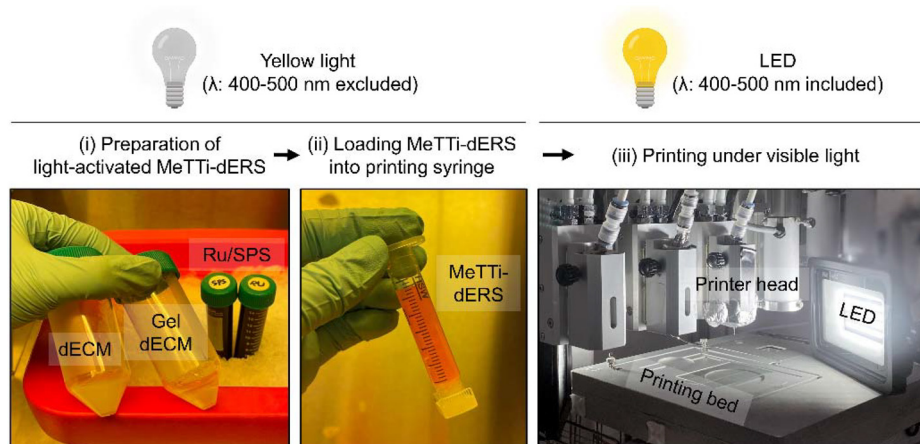 Yellow light
(λ: 400-500 nm excluded)
LED
(λ: 400-500 nm included)
(i) Preparation of
light-activated MeTTi-dERS
(ii) Loading MeTTi-dERS
into printing syringe
(iii) Printing under visible light
Ru/SPS
SPS
RU
dECM
Gel
dECM
MeTTi-
dERS
Printer head
LED
Printing bed